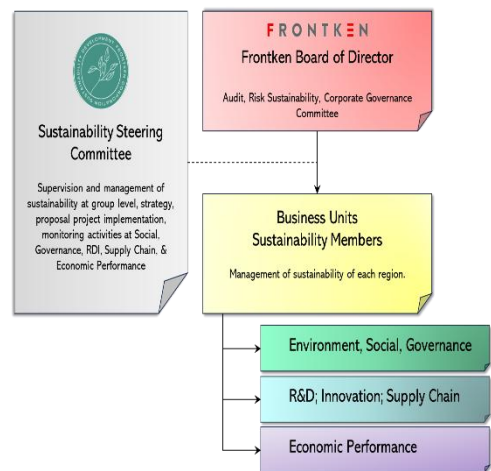 Sustainability Steering
Committee
Supervision and management of
sustainability at group level, strategy,
proposal project implementation,
monitoring activities at Social,
Governance, RDI, Supply Chain, &
Economic Performance
FRONTKEN
Frontken Board of Director
Audit, Risk Sustainability, Corporate Governance
Committee
Business Units
Sustainability Members
Management of sustainability of each region.
Environment, Social, Governance
R&D; Innovation; Supply Chain
Economic Performance